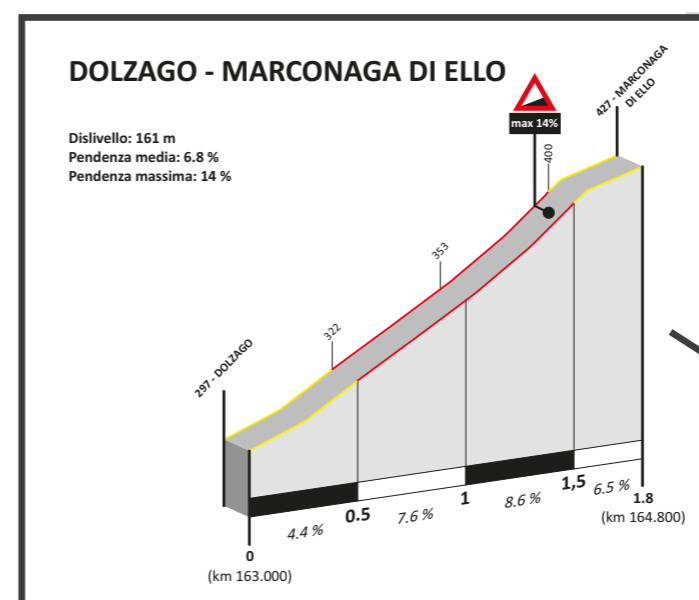 DOLZAGO - MARCONAGA DI ELLO
Dislivello: 161 m
Pendenza media: 6.8 %
Pendenza massima: 14 %
max 14%
427 - MARCONAGA
DI ELLO
400
353
322
297 - DOLZAGO
4.4 %
0.5
7.6 %
1
8.6 %
1,5
6.5 %
1.8
(km 164.800)
0
(km 163.000)